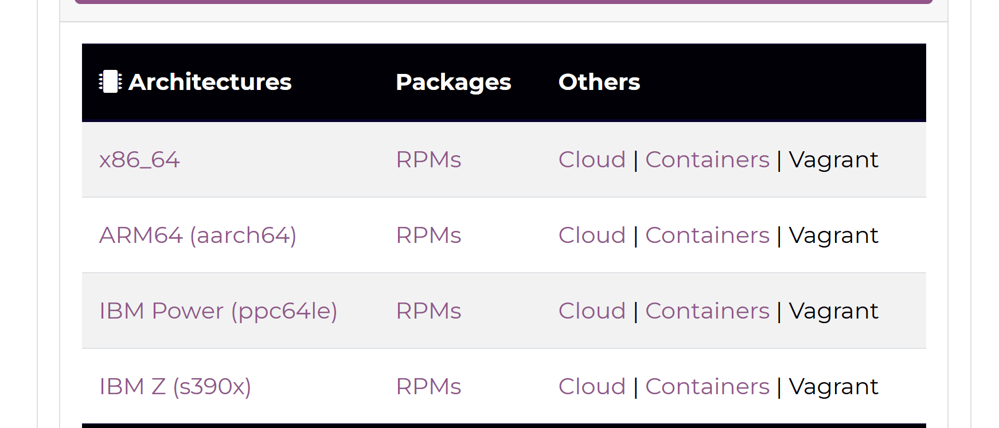 Architectures Packages Others
x86_64 RPMs Cloud | Containers | Vagrant
ARM64 (aarch64) RPMs Cloud | Containers | Vagrant
IBM Power (ppc64le) RPMs Cloud | Containers | Vagrant
IBM Z (s390x) RPMs Cloud | Containers | Vagrant